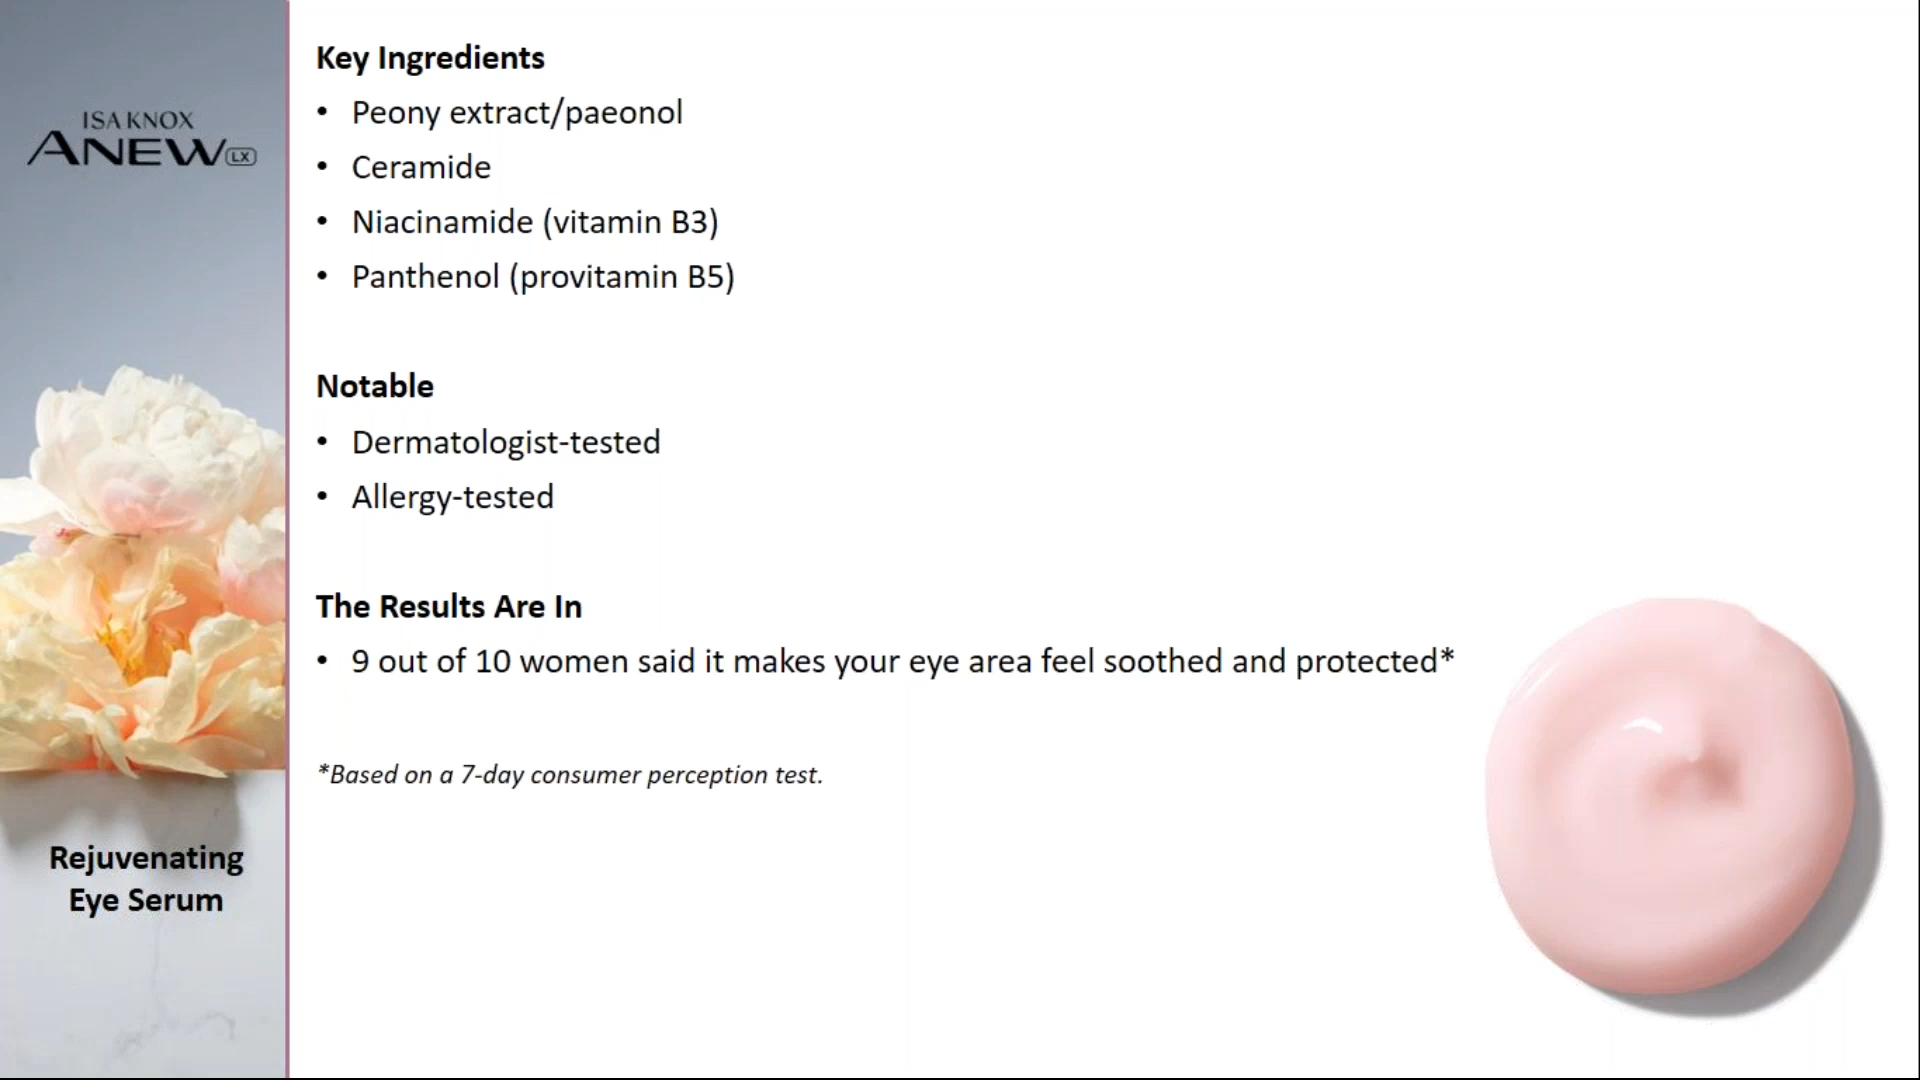 ISA KNOX
ANEW LX
Rejuvenating
Eye Serum
Key Ingredients
• Peony extract/paeonol
• Ceramide
• Niacinamide (vitamin B3)
• Panthenol (provitamin B5)
Notable
• Dermatologist-tested
• Allergy-tested
The Results Are In
• 9 out of 10 women said it makes your eye area feel soothed and protected*
*Based on a 7-day consumer perception test.